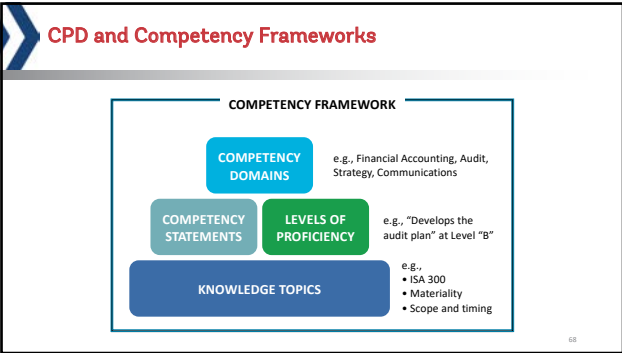 CPD and Competency Frameworks
COMPETENCY FRAMEWORK
COMPETENCY
DOMAINS
e.g., Financial Accounting, Audit,
Strategy, Communications
COMPETENCY
STATEMENTS
LEVELS OF
PROFICIENCY
e.g., “Develops the
audit plan” at Level “B”
KNOWLEDGE TOPICS
e.g.,
• ISA 300
• Materiality
• Scope and timing
68